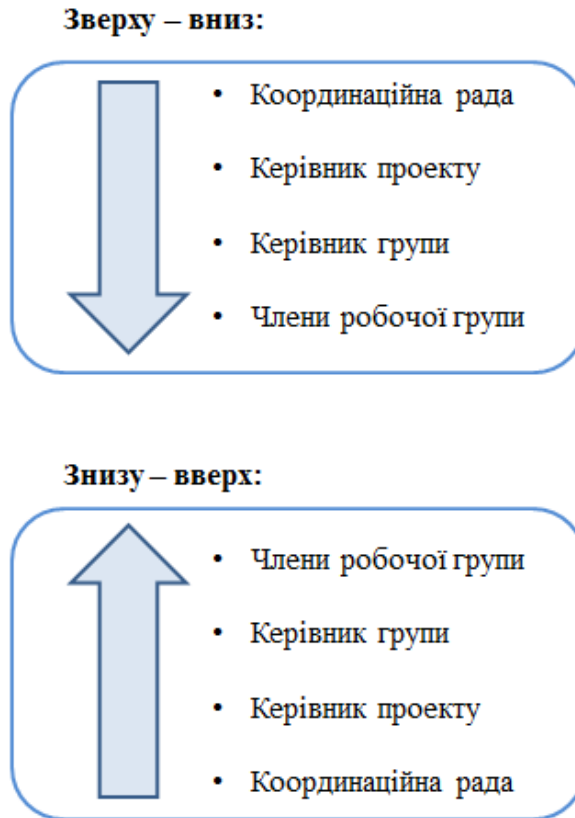 Зверху – вниз:
• Координаційна рада
• Керівник проекту
• Керівник групи
• Члени робочої групи
Знизу – вверх:
• Члени робочої групи
• Керівник групи
• Керівник проекту
• Координаційна рада